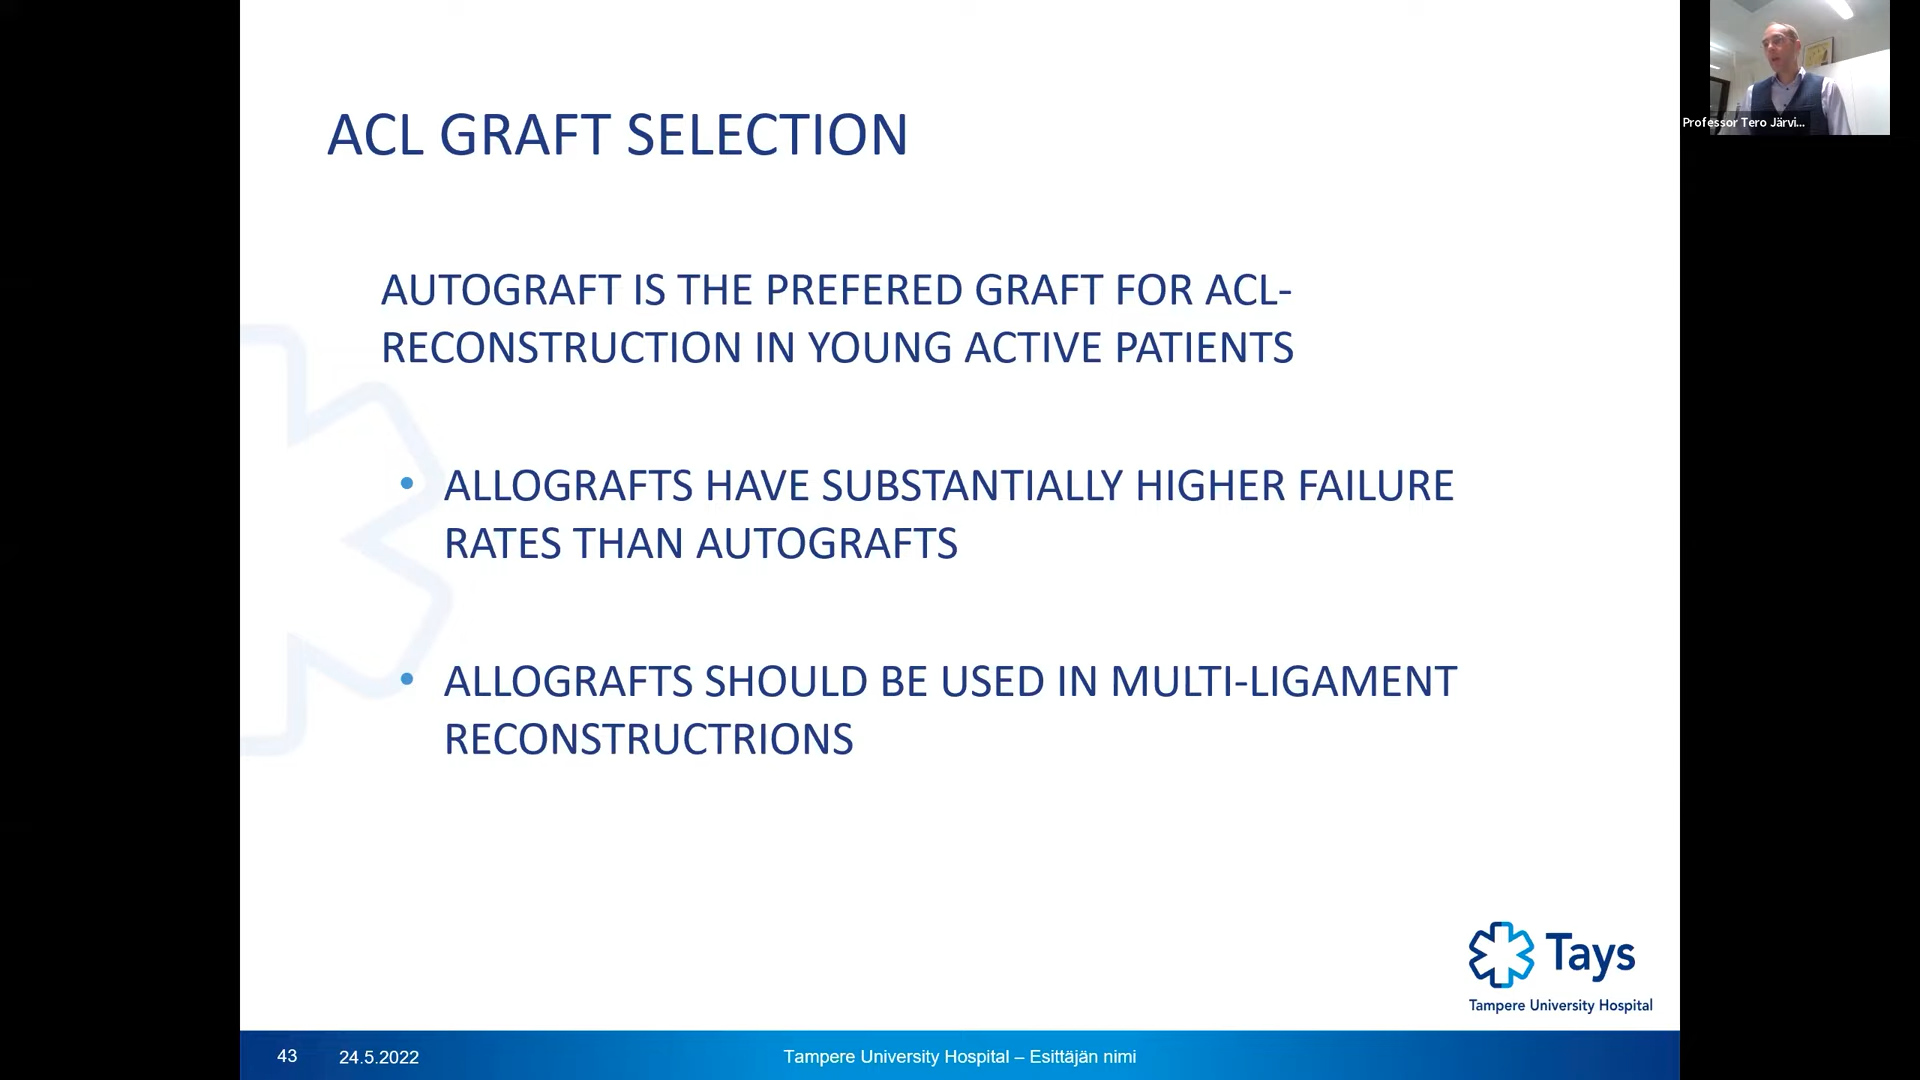 ACL GRAFT SELECTION
AUTOGRAFT IS THE PREFERED GRAFT FOR ACL-
RECONSTRUCTION IN YOUNG ACTIVE PATIENTS
• ALLOGRAFTS HAVE SUBSTANTIALLY HIGHER FAILURE
RATES THAN AUTOGRAFTS
• ALLOGRAFTS SHOULD BE USED IN MULTI-LIGAMENT
RECONSTRUCTRIONS
Tays
Tampere University Hospital
43 24.5.2022 Tampere University Hospital – Esittäjän nimi
Professor Tero Järvi...